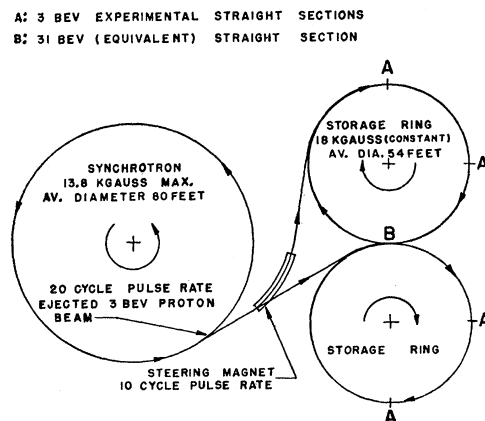 A: 3 BEV EXPERIMENTAL STRAIGHT SECTIONS
B: 31 BEV (EQUIVALENT) STRAIGHT SECTION
A
STORAGE RING
18 KGAUSS (CONSTANT)
AV. DIA. 54 FEET
A
SYNCHROTRON
13.8 KGAUSS MAX.
AV. DIAMETER 80 FEET
B
20 CYCLE PULSE RATE
EJECTED 3 BEV PROTON
BEAM
A
STORAGE RING
STEERING MAGNET
10 CYCLE PULSE RATE
A